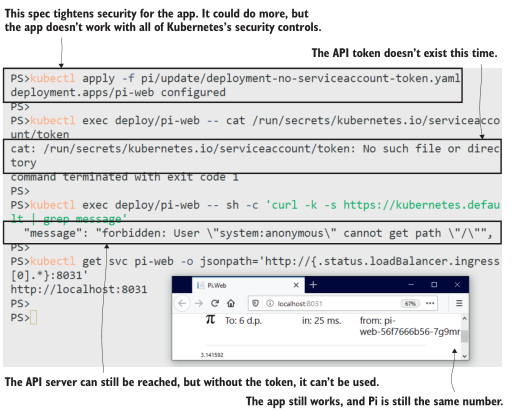 This spec tightens security for the app. It could do more, but
the app doesn't work with all of Kubernetes's security controls.
The API token doesn't exist this time.
PS>kubectl apply -f pi/update/deployment-no-serviceaccount-token.yaml
deployment.apps/pi-web configured
PS>
PS>kubectl exec deploy/pi-web -- cat /run/secrets/kubernetes.io/serviceacco
unt/token
cat: /run/secrets/kubernetes.io/serviceaccount/token: No such file or direc
tory
command terminated with exit code 1
PS>
PS>kubectl exec deploy/pi-web -- sh -c 'curl -k -s https://kubernetes.defau
lt | grep message'
"message": "forbidden: User \"system:anonymous\" cannot get path \"/\"",
PS>
PS>kubectl get svc pi-web -o jsonpath='http://{.status.loadBalancer.ingress
[0].*}:8031'
http://localhost:8031
PS>
PS>
Pi.Web
localhost:8031
67%
π To: 6 d.p. in: 25 ms. from: pi-
web-56f7666b56-7g9mr
3.141592
The API server can still be reached, but without the token, it can't be used.
The app still works, and Pi is still the same number.